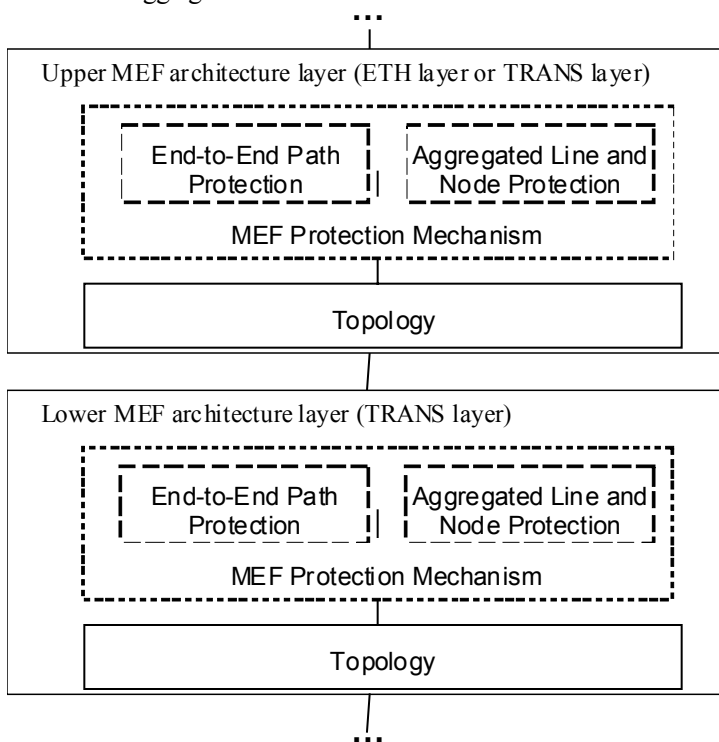 ...
Upper MEF architecture layer (ETH layer or TRANS layer)
End-to-End Path
Protection
Aggregated Line and
Node Protection
MEF Protection Mechanism
Topology
Lower MEF architecture layer (TRANS layer)
End-to-End Path
Protection
Aggregated Line and
Node Protection
MEF Protection Mechanism
Topology
...